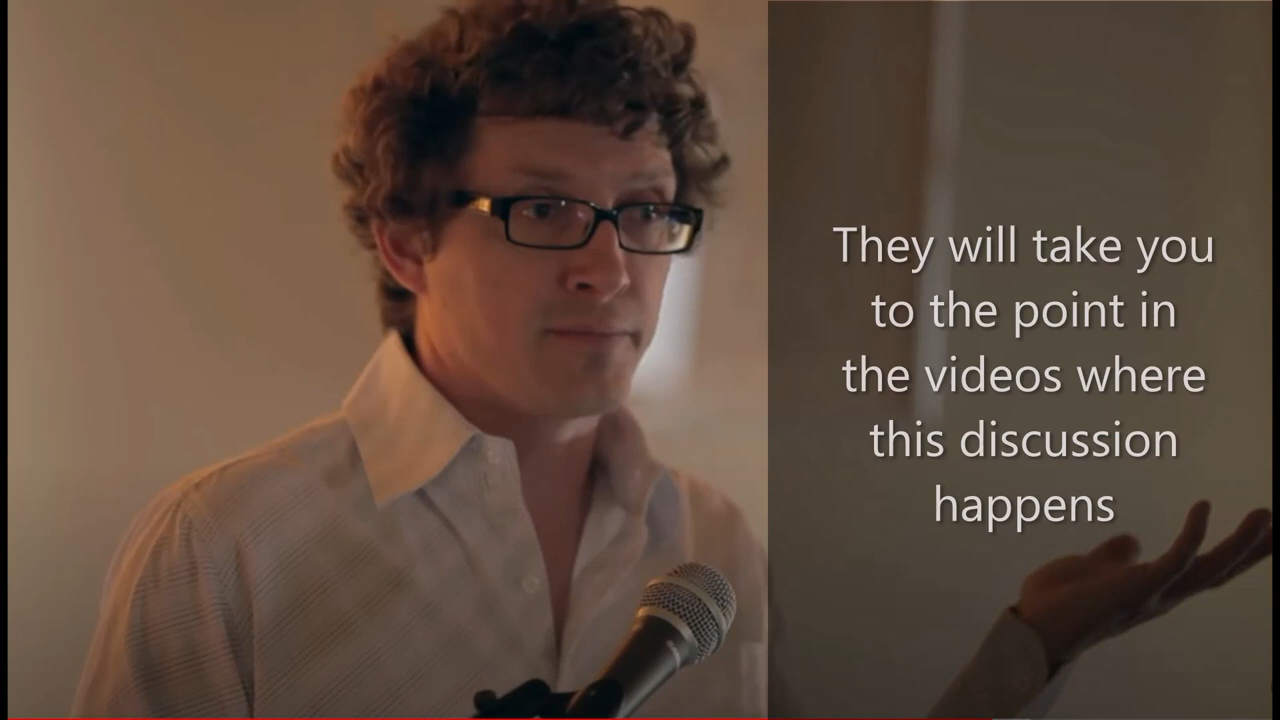 They will take you
to the point in
the videos where
this discussion
happens